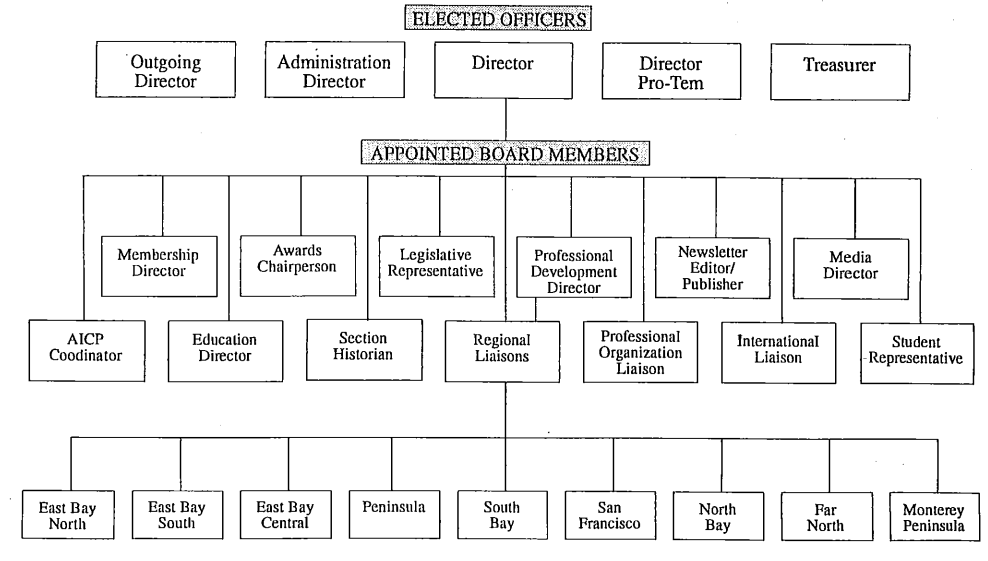 ELECTED OFFICERS
Outgoing
Director
Administration
Director
Director
Director
Pro-Tem
Treasurer
APPOINTED BOARD MEMBERS
Membership
Director
Awards
Chairperson
Legislative
Representative
Professional
Development
Director
Newsletter
Editor/
Publisher
Media
Director
AICP
Coodinator
Education
Director
Section
Historian
Regional
Liaisons
Professional
Organization
Liaison
International
Liaison
Student
Representative
East Bay
North
East Bay
South
East Bay
Central
Peninsula
South
Bay
San
Francisco
North
Bay
Far
North
Monterey
Peninsula